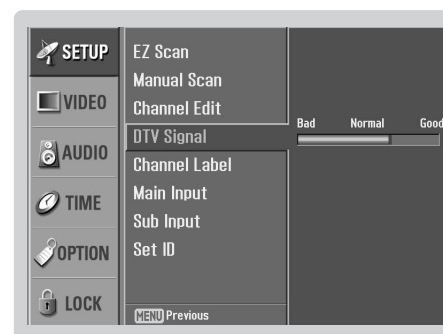 SETUP
VIDEO
AUDIO
TIME
OPTION
LOCK
EZ Scan
Manual Scan
Channel Edit
DTV Signal
Channel Label
Main Input
Sub Input
Set ID
MENU Previous
Bad Normal Good